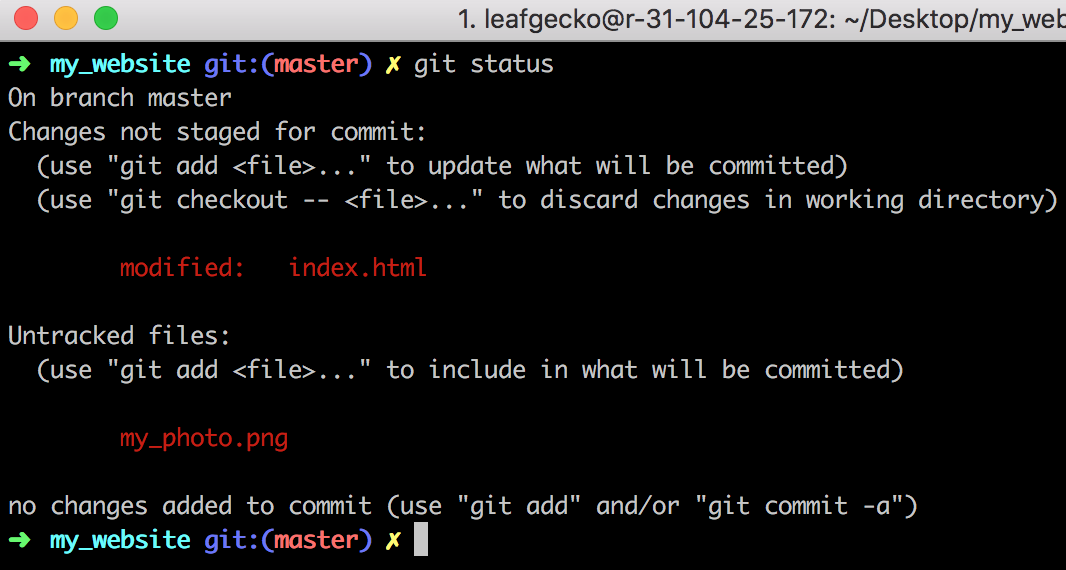 1. leafgecko@r-31-104-25-172: ~/Desktop/my_web
➜ my_website git:(master) ✗ git status
On branch master
Changes not staged for commit:
  (use "git add <file>..." to update what will be committed)
  (use "git checkout -- <file>..." to discard changes in working directory)
        modified:   index.html
Untracked files:
  (use "git add <file>..." to include in what will be committed)
        my_photo.png
no changes added to commit (use "git add" and/or "git commit -a")
➜ my_website git:(master) ✗